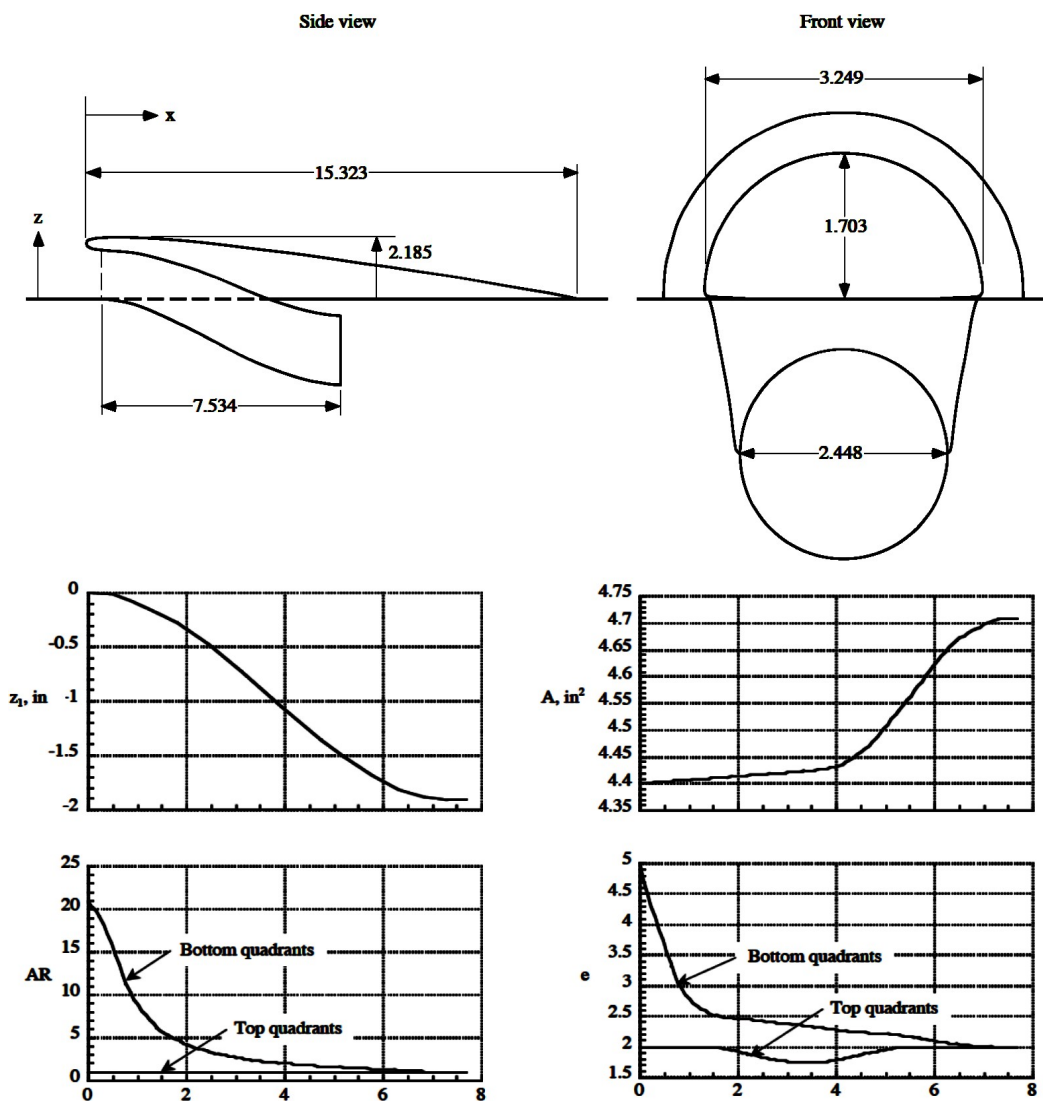 Side view
Front view
x
15.323
z
2.185
7.534
3.249
1.703
2.448
0
-0.5
z₁, in
-1
-1.5
-2
0 2 4 6 8
4.75
4.7
4.65
4.6
A, in²
4.55
4.5
4.45
4.4
4.35
0 2 4 6 8
25
20
15
Bottom quadrants
AR
10
5
Top quadrants
0
0 2 4 6 8
5
4.5
4
3.5
Bottom quadrants
e
3
Top quadrants
2.5
2
1.5
0 2 4 6 8